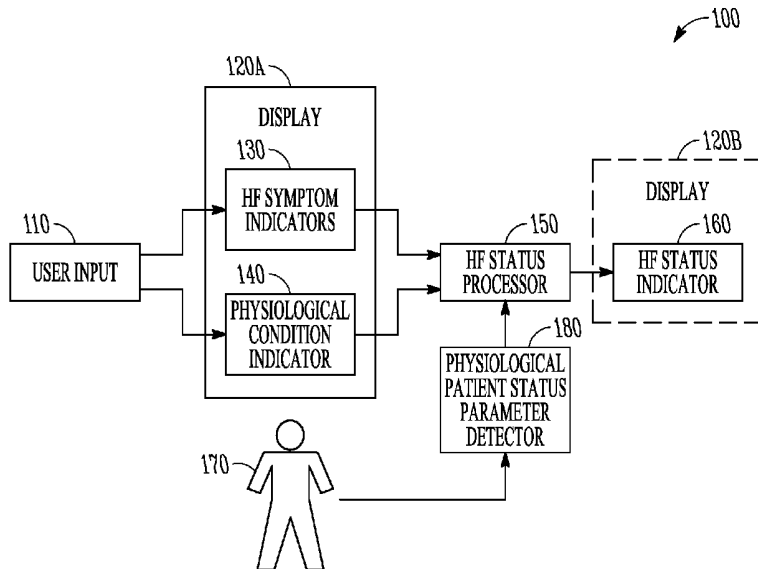 100
120A
DISPLAY
130
HF SYMPTOM
INDICATORS
110
USER INPUT
140
PHYSIOLOGICAL
CONDITION
INDICATOR
150
HF STATUS
PROCESSOR
120B
DISPLAY
160
HF STATUS
INDICATOR
180
PHYSIOLOGICAL
PATIENT STATUS
PARAMETER
DETECTOR
170